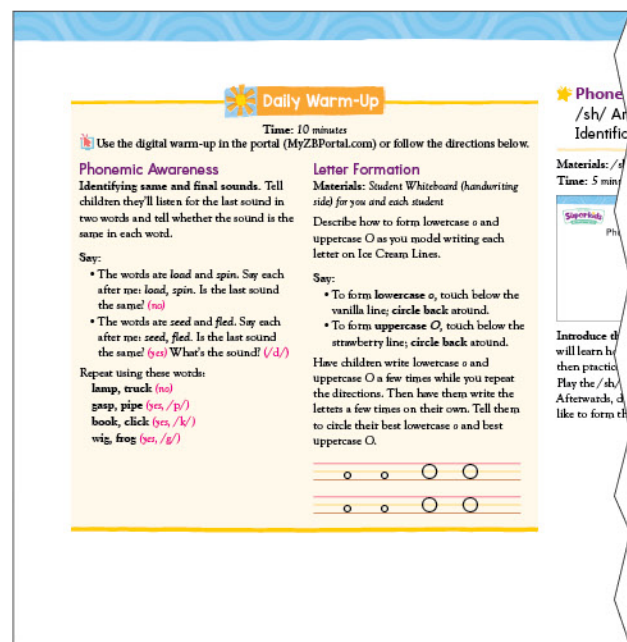 Daily Warm-Up
Time: 10 minutes
Use the digital warm-up in the portal (MyZBPortal.com) or follow the directions below.
Phonemic Awareness
Identifying same and final sounds. Tell
children they'll listen for the last sound in
two words and tell whether the sound is the
same in each word.
Say:
• The words are load and spin. Say each
after me: load, spin. Is the last sound
the same? (no)
• The words are seed and fled. Say each
after me: seed, fled. Is the last sound
the same? (yes) What's the sound? (/d/)
Repeat using these words:
lamp, truck (no)
gasp, pipe (yes, /p/)
book, click (yes, /k/)
wig, frog (yes, /g/)
Letter Formation
Materials: Student Whiteboard (handwriting
side) for you and each student
Describe how to form lowercase o and
uppercase O as you model writing each
letter on Ice Cream Lines.
Say:
• To form lowercase o, touch below the
vanilla line; circle back around.
• To form uppercase O, touch below the
strawberry line; circle back around.
Have children write lowercase o and
uppercase O a few times while you repeat
the directions. Then have them write the
letters a few times on their own. Tell them
to circle their best lowercase o and best
uppercase O.
o o O O
o o O O
Phone
/sh/ Ar
Identific
Materials: /s
Time: 5 min
Superkids
Ph
Introduce th
will learn h
then practic
Play the /sh/
Afterwards, d
like to form th